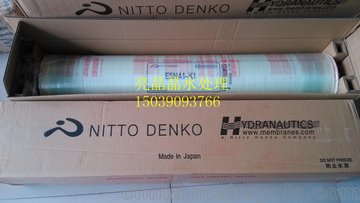 NITTO DENKO
HYDRANAUTICS
ESNA1-K1
亮晶晶水处理
15039093766
NITTO DENKO
HYDRANAUTICS
www.membranes.com
A Nitto Denko Company
Made in Japan
DO NOT FREEZE